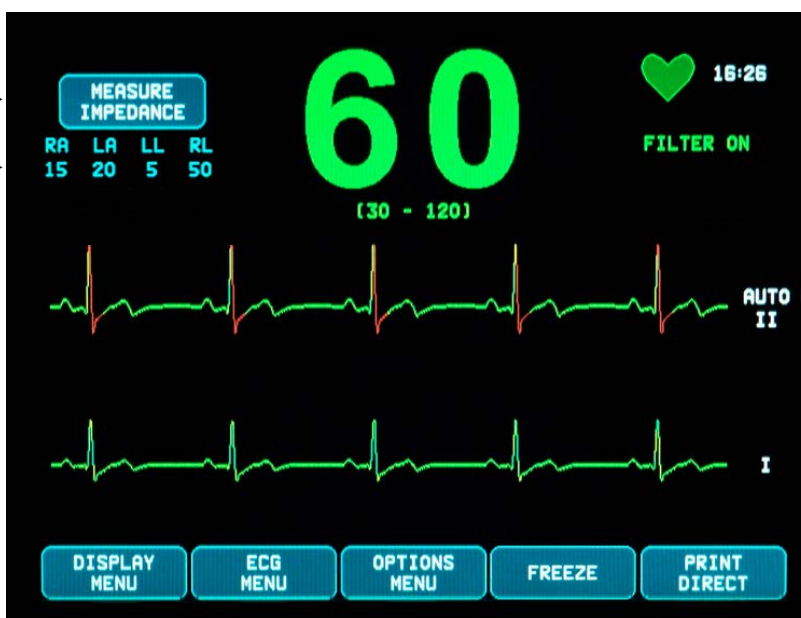 MEASURE
IMPEDANCE
RA LA LL RL
15 20 5 50
60
(30 - 120)
16:26
FILTER ON
AUTO
II
I
DISPLAY
MENU
ECG
MENU
OPTIONS
MENU
FREEZE
PRINT
DIRECT